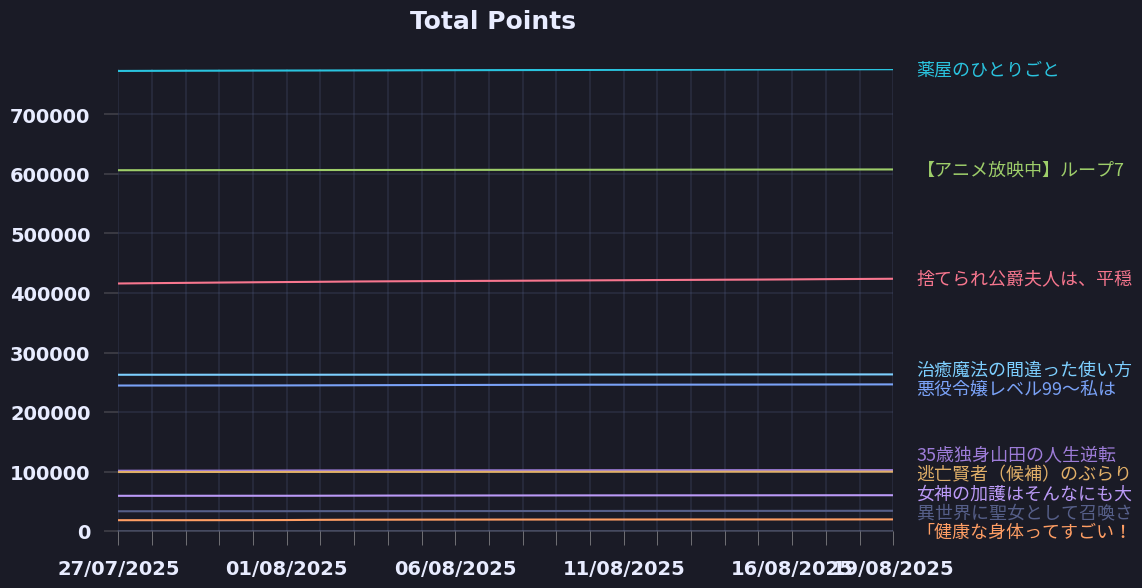 Total Points
薬屋のひとりごと
700000
600000
【アニメ放映中】ループ7
500000
400000
捨てられ公爵夫人は、平穏
300000
治癒魔法の間違った使い方
悪役令嬢レベル99～私は
200000
35歳独身山田の人生逆転
100000
逃亡賢者（候補）のぶらり
女神の加護はそんなにも大
異世界に聖女として召喚さ
0
「健康な身体ってすごい！
27/07/2025 01/08/2025 06/08/2025 11/08/2025 16/08/2025 19/08/2025